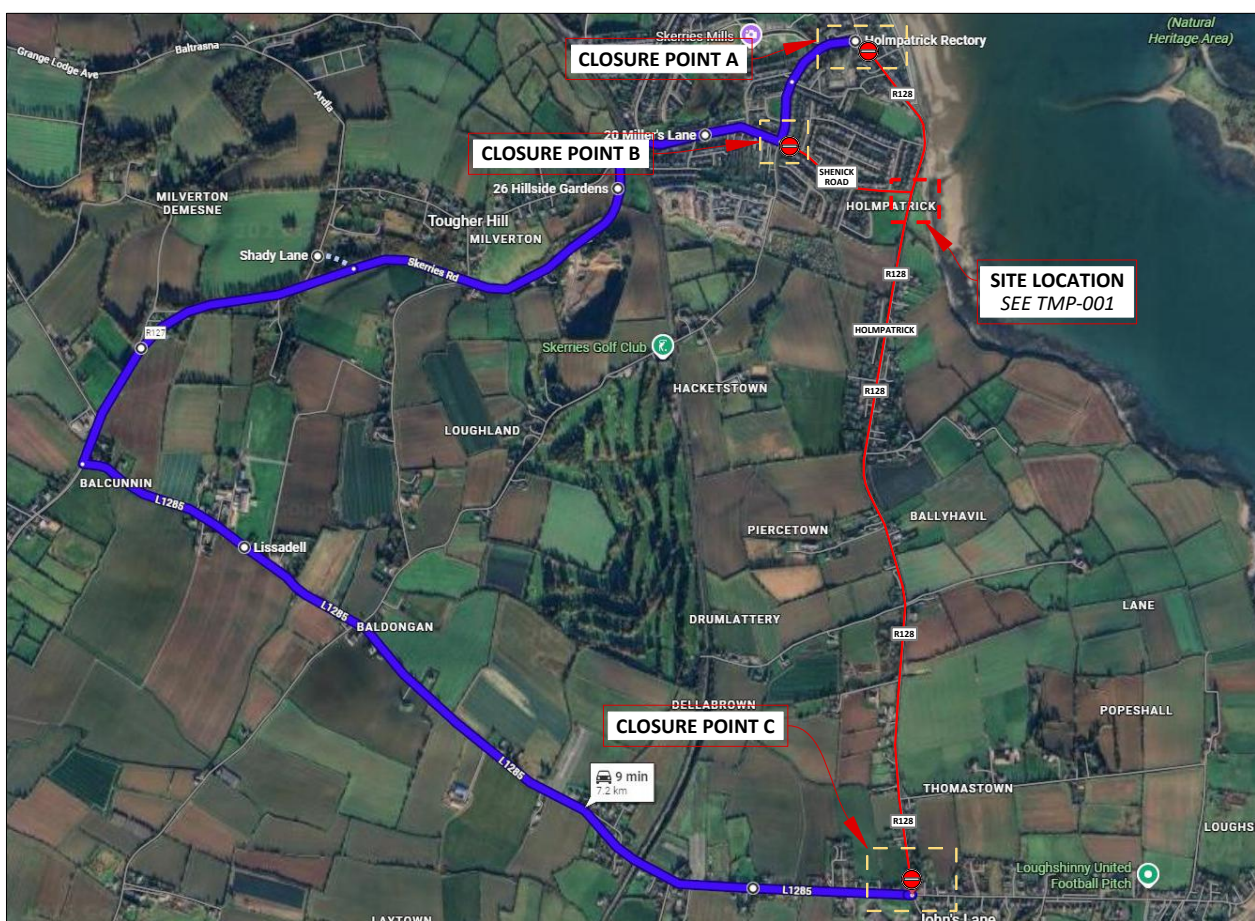 (Natural
Heritage Area)
Skerries Mills
Holmpatrick Rectory
Grange Lodge Ave
Baltrasna
CLOSURE POINT A
Ardla
R128
20 Miller's Lane
CLOSURE POINT B
SHENICK
ROAD
26 Hillside Gardens
MILVERTON
DEMESNE
HOLMPATRICK
Tougher Hill
MILVERTON
Shady Lane
Skerries Rd
R128
SITE LOCATION
SEE TMP-001
R127
HOLMPATRICK
Skerries Golf Club
HACKETSTOWN
R128
LOUGHLAND
BALCUNNIN
L1285
BALLYHAVIL
PIERCETOWN
Lissadell
L1285
BALDONGAN
DRUMLATTERY
R128
LANE
DELLABROWN
CLOSURE POINT C
POPESHALL
L1285
9 min
7.2 km
THOMASTOWN
R128
LOUGHS
Loughshinny United
Football Pitch
L1285
LAYTOWN
John's Lane